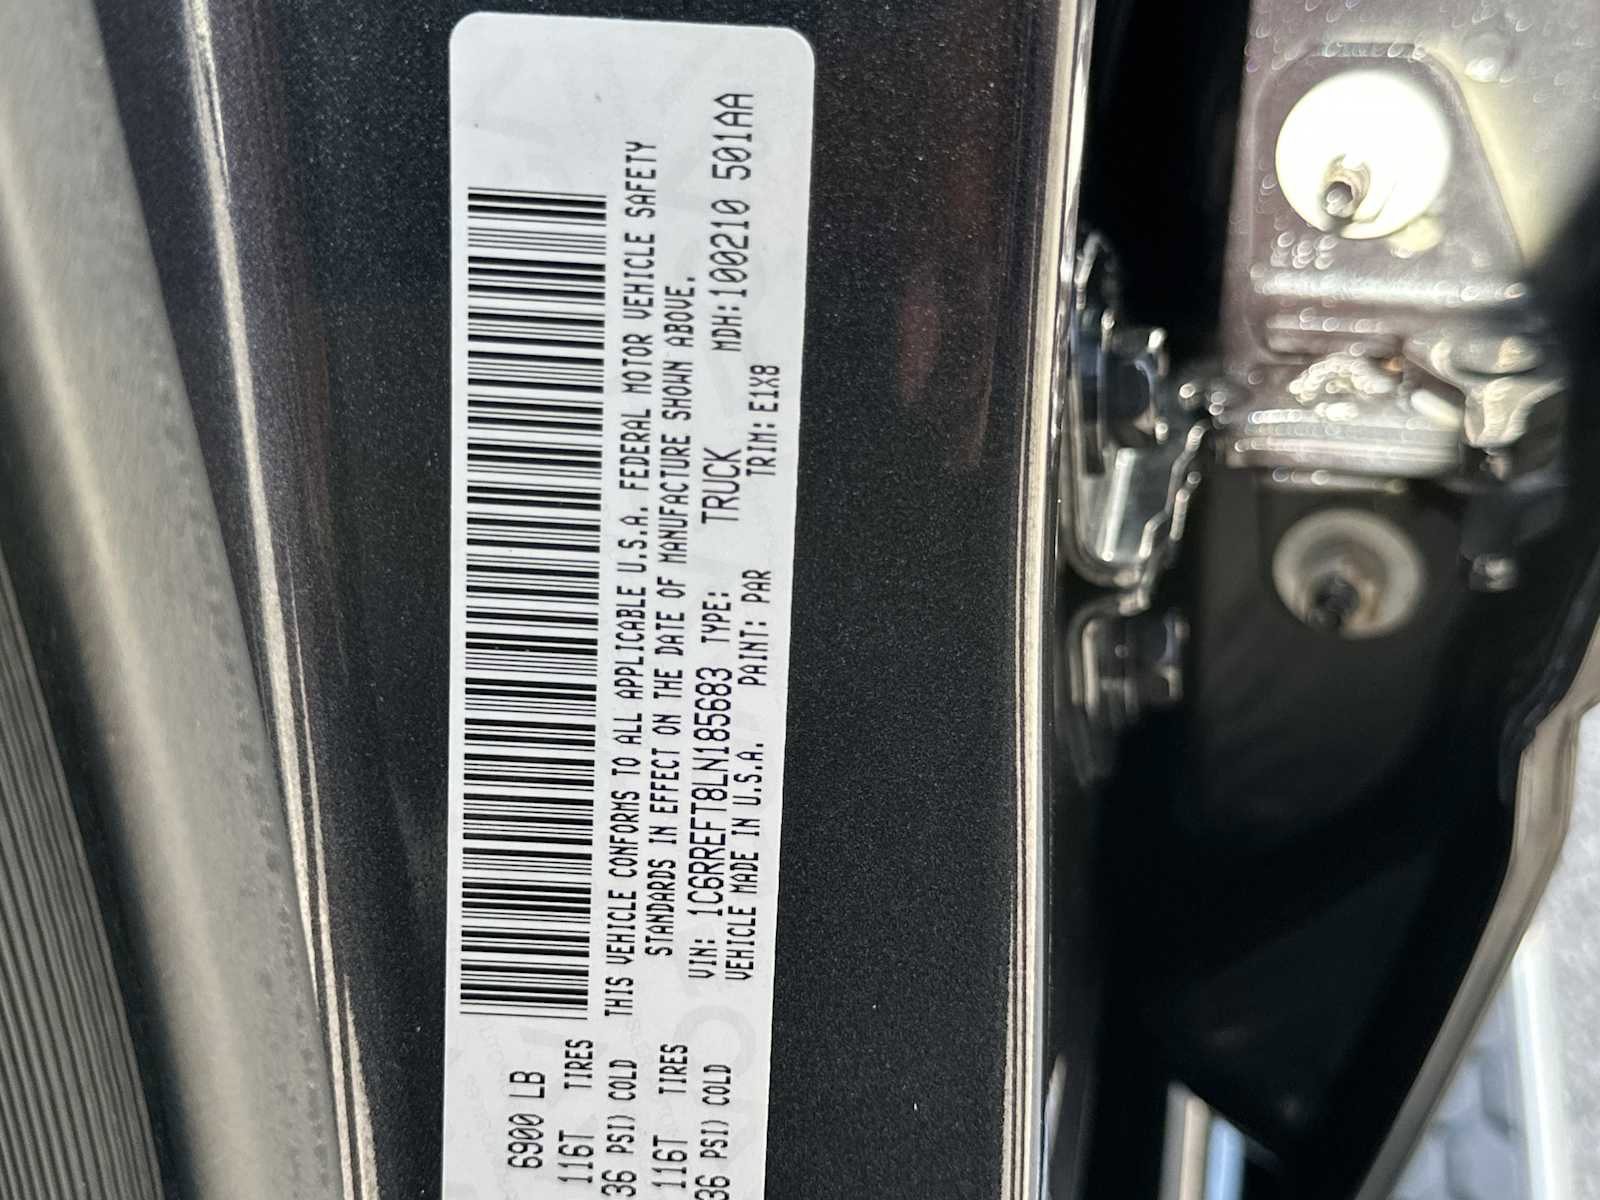 6900 LB
116T TIRES
36 PSI) COLD
116T TIRES
36 PSI) COLD
THIS VEHICLE CONFORMS TO ALL APPLICABLE U.S.A. FEDERAL MOTOR VEHICLE SAFETY
STANDARDS IN EFFECT ON THE DATE OF MANUFACTURE SHOWN ABOVE.
VIN: 1C6RREFT8LN185683 TYPE: TRUCK MDH:100210 501AA
VEHICLE MADE IN U.S.A. PAINT: PAR TRIM:E1X8